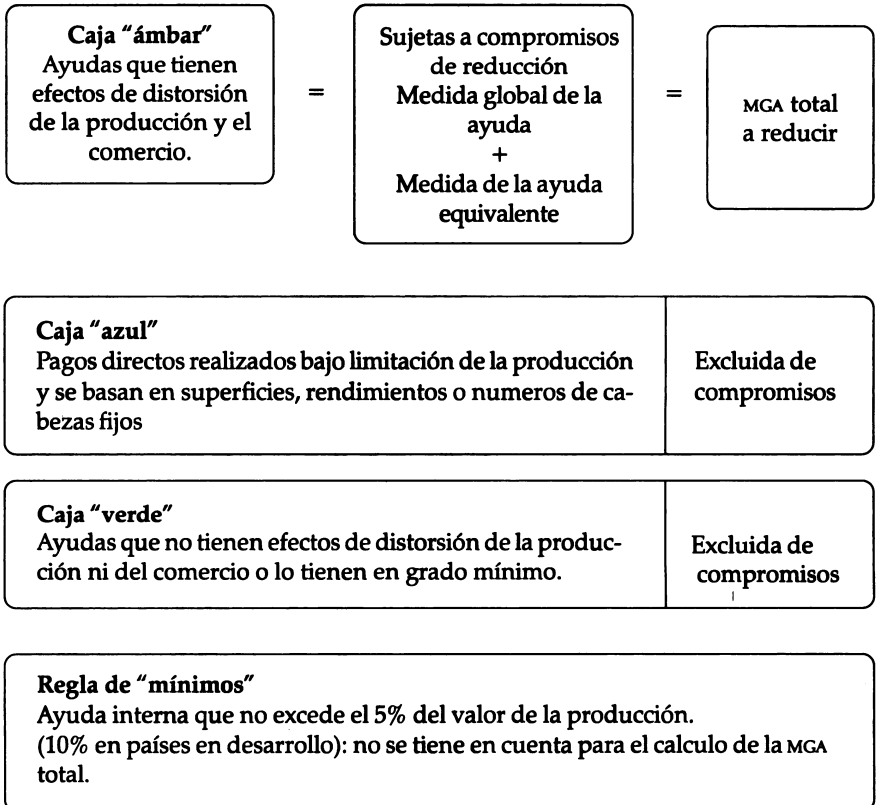 Caja "ámbar"
Ayudas que tienen
efectos de distorsión
de la producción y el
comercio.
=
Sujetas a compromisos
de reducción
Medida global de la
ayuda
+
Medida de la ayuda
equivalente
=
MGA total
a reducir
Caja "azul"
Pagos directos realizados bajo limitación de la producción
y se basan en superficies, rendimientos o numeros de ca-
bezas fijos
Excluida de
compromisos
Caja "verde"
Ayudas que no tienen efectos de distorsión de la produc-
ción ni del comercio o lo tienen en grado mínimo.
Excluida de
compromisos
Regla de "mínimos"
Ayuda interna que no excede el 5% del valor de la producción.
(10% en países en desarrollo): no se tiene en cuenta para el calculo de la MGA
total.